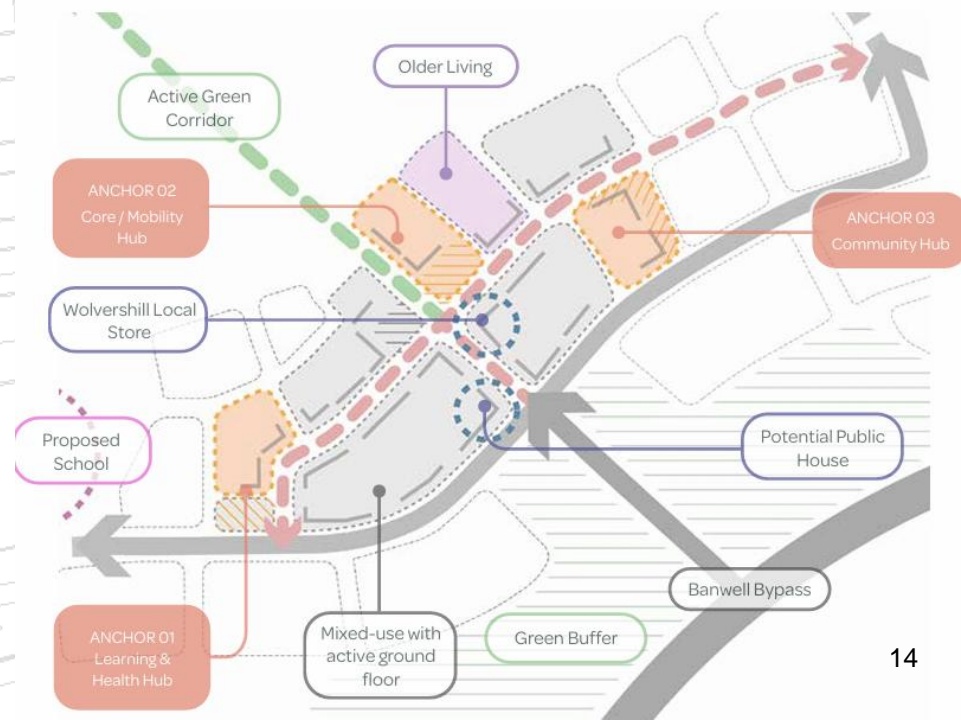 Older Living
Active Green
Corridor
ANCHOR 02
Core / Mobility
Hub
ANCHOR 03
Community Hub
Wolvershill Local
Store
Proposed
School
Potential Public
House
Banwell Bypass
ANCHOR 01
Learning &
Health Hub
Mixed-use with
active ground
floor
Green Buffer
14